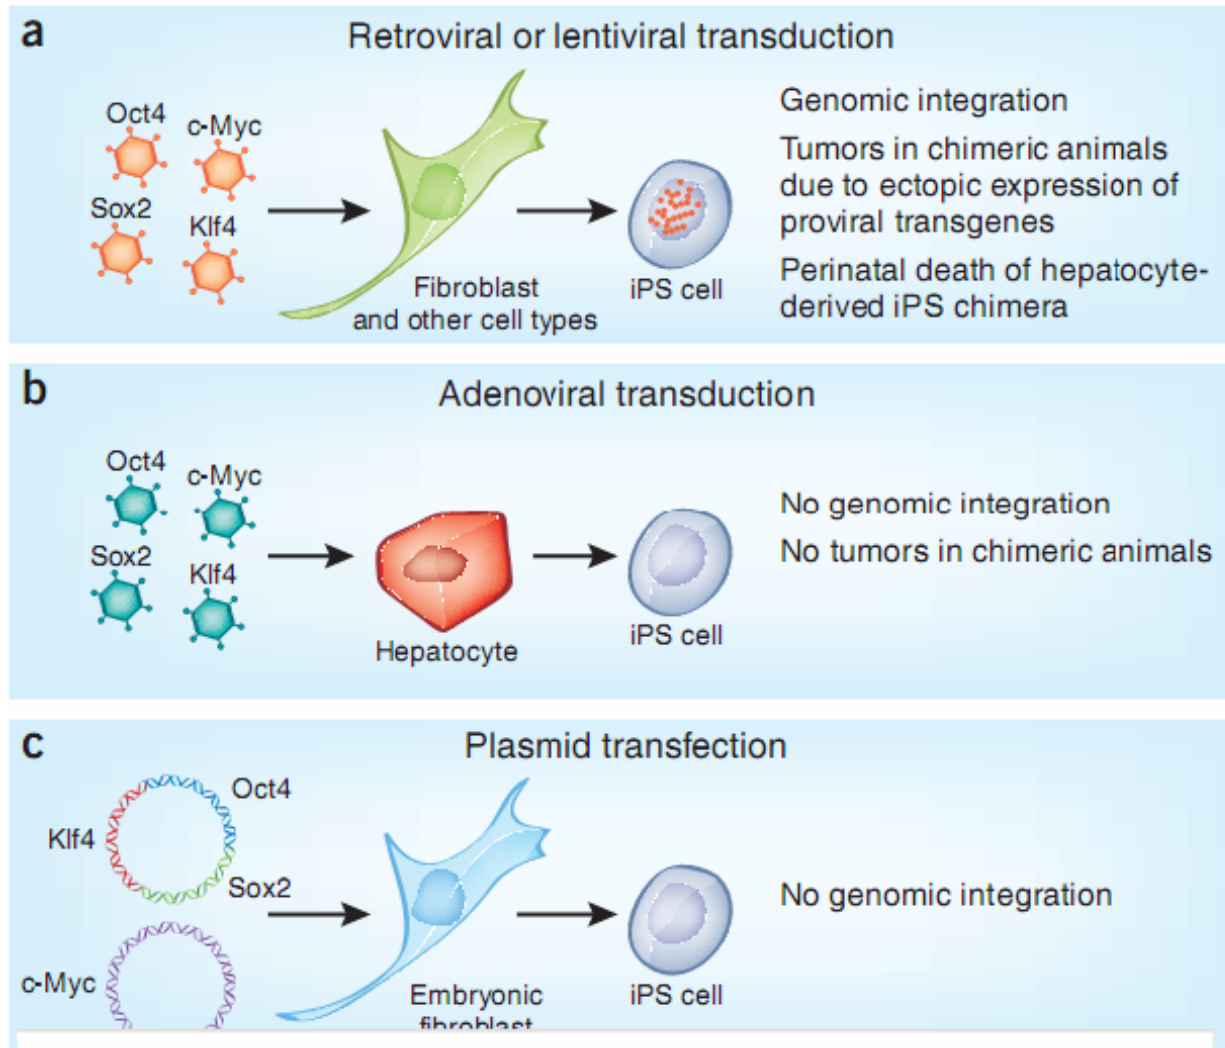 a
Retroviral or lentiviral transduction
Oct4
c-Myc
Sox2
Klf4
Fibroblast
and other cell types
iPS cell
Genomic integration
Tumors in chimeric animals
due to ectopic expression of
proviral transgenes
Perinatal death of hepatocyte-
derived iPS chimera
b
Adenoviral transduction
Oct4
c-Myc
Sox2
Klf4
Hepatocyte
iPS cell
No genomic integration
No tumors in chimeric animals
c
Plasmid transfection
Oct4
Klf4
Sox2
c-Myc
Embryonic
fibroblast
iPS cell
No genomic integration